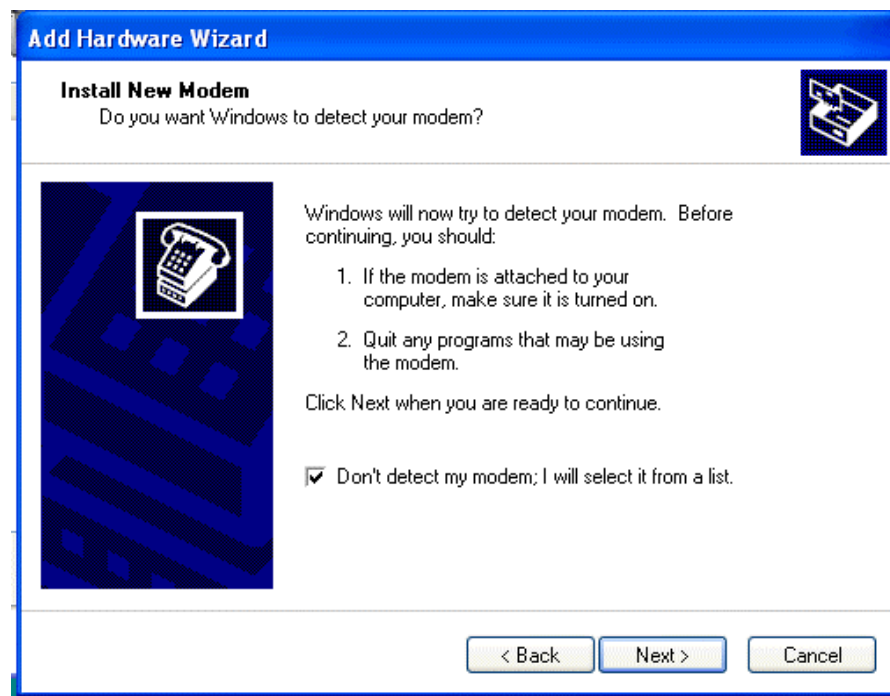 Add Hardware Wizard
Install New Modem
Do you want Windows to detect your modem?
Windows will now try to detect your modem.  Before
continuing, you should:
1. If the modem is attached to your
computer, make sure it is turned on.
2. Quit any programs that may be using
the modem.
Click Next when you are ready to continue.
Don't detect my modem; I will select it from a list.
< Back
Next >
Cancel